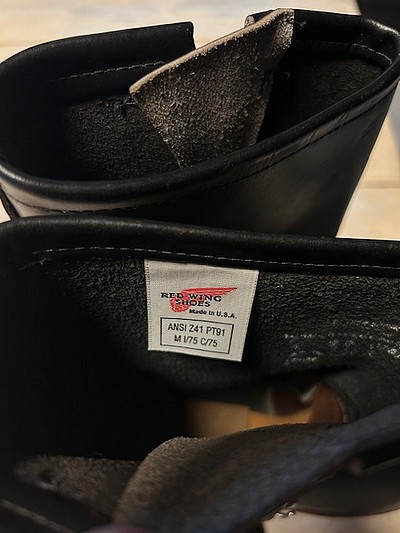 RED WING
SHOES
Made in U.S.A.
ANSI Z41 PT91
M I/75 C/75